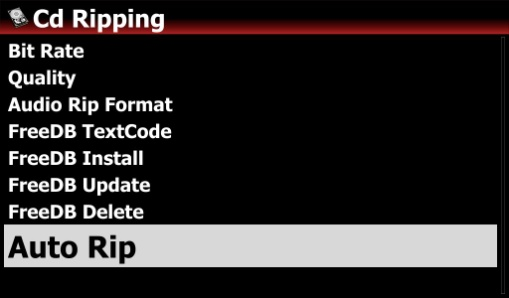 Cd Ripping
Bit Rate
Quality
Audio Rip Format
FreeDB TextCode
FreeDB Install
FreeDB Update
FreeDB Delete
Auto Rip